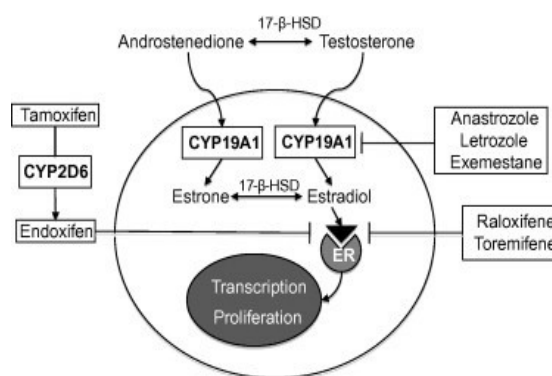 17-β-HSD
Androstenedione
Testosterone
Tamoxifen
CYP2D6
Endoxifen
CYP19A1
CYP19A1
Anastrozole
Letrozole
Exemestane
17-β-HSD
Estrone
Estradiol
ER
Raloxifene
Toremifene
Transcription
Proliferation